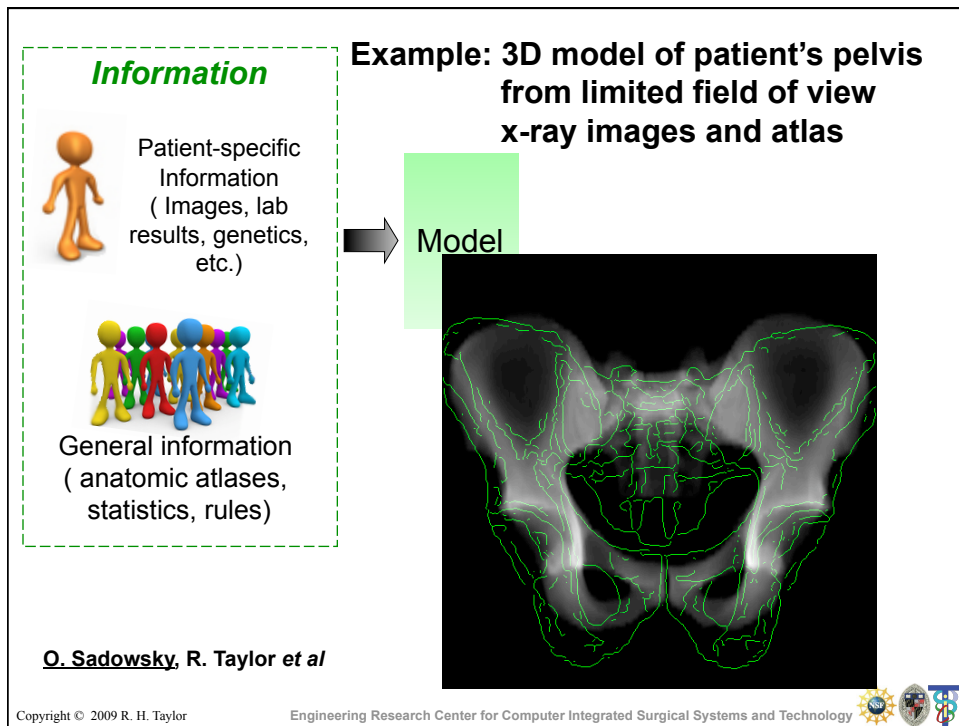 Example: 3D model of patient's pelvis
from limited field of view
x-ray images and atlas
Information
Patient-specific
Information
( Images, lab
results, genetics,
etc.)
Model
General information
( anatomic atlases,
statistics, rules)
O. Sadowsky, R. Taylor et al
Copyright © 2009 R. H. Taylor
Engineering Research Center for Computer Integrated Surgical Systems and Technology
NSF